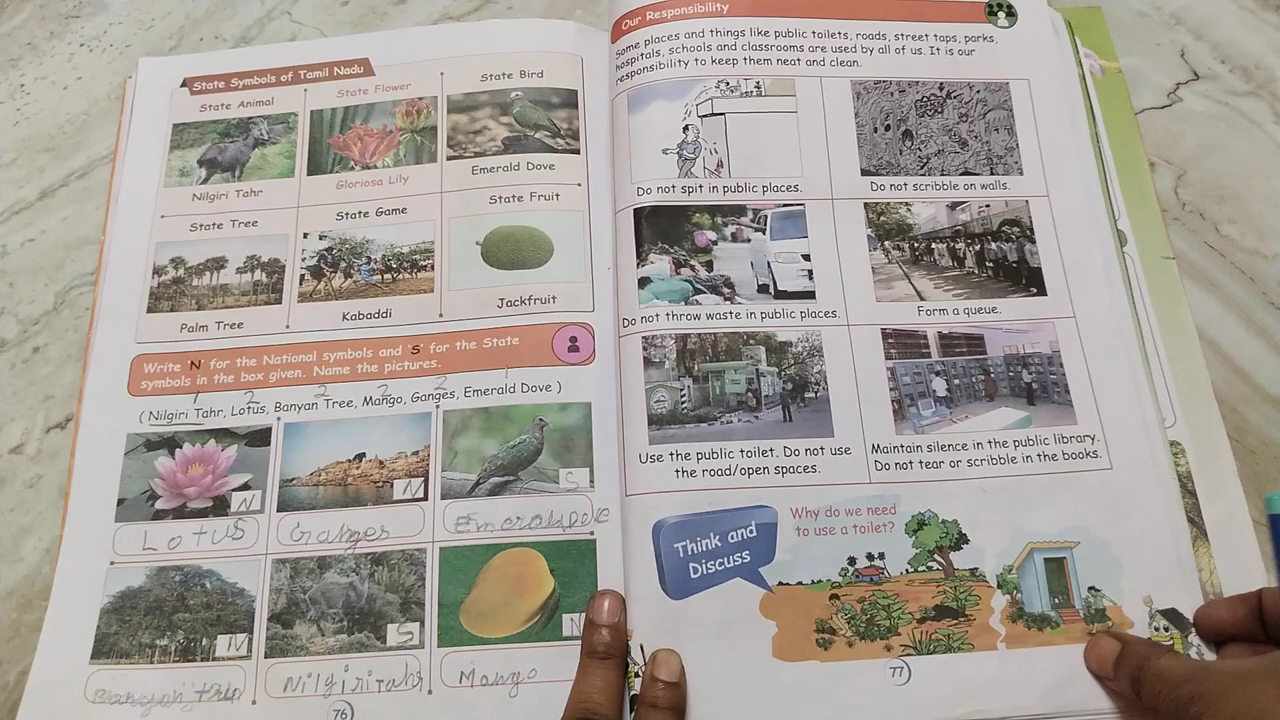 State Symbols of Tamil Nadu
State Animal
State Flower
State Bird
Nilgiri Tahr
Gloriosa Lily
Emerald Dove
State Tree
State Game
State Fruit
Palm Tree
Kabaddi
Jackfruit
Write 'N' for the National symbols and 'S' for the State
symbols in the box given. Name the pictures.
1 2 2 2 2 1
( Nilgiri Tahr, Lotus, Banyan Tree, Mango, Ganges, Emerald Dove )
N
N
S
Lotus
Ganges
N
S
N
Nilgiritahr
Mango
76
Our Responsibility
Some places and things like public toilets, roads, street taps, parks,
hospitals, schools and classrooms are used by all of us. It is our
responsibility to keep them neat and clean.
Do not spit in public places.
Do not scribble on walls.
Do not throw waste in public places.
Form a queue.
Use the public toilet. Do not use
the road/open spaces.
Maintain silence in the public library.
Do not tear or scribble in the books.
Think and
Discuss
Why do we need
to use a toilet?
77